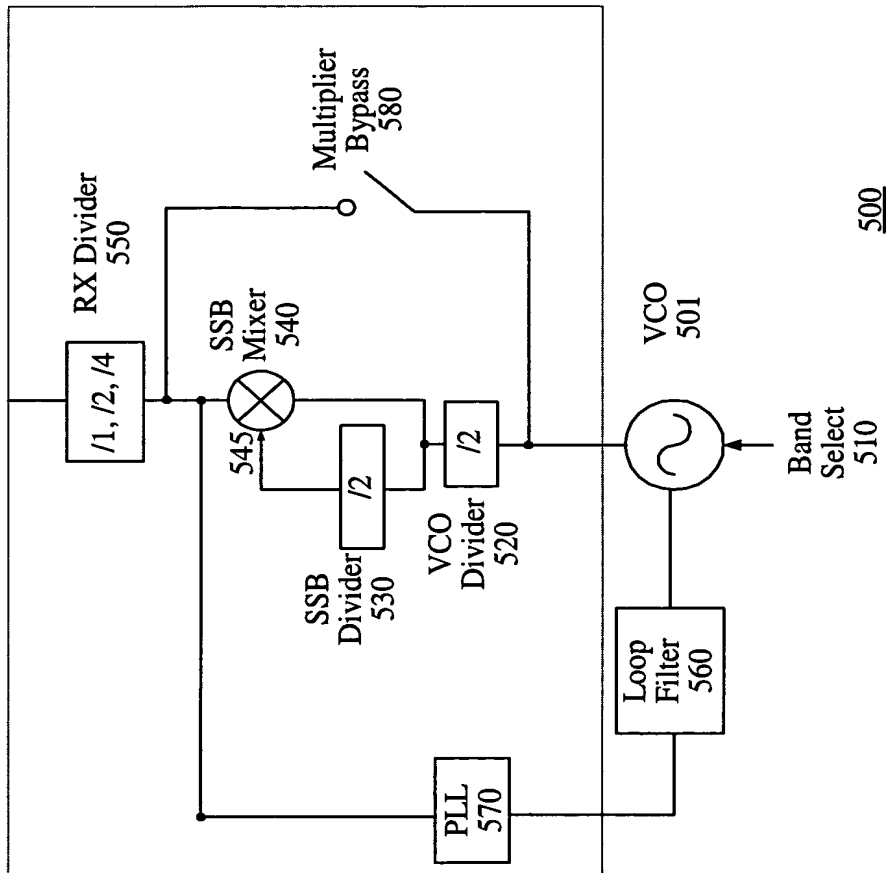 RX Divider
550
/1, /2, /4
SSB
Mixer
540
545
Multiplier
Bypass
580
/2
SSB
Divider
530
/2
VCO
Divider
520
VCO
501
Band
Select
510
Loop
Filter
560
PLL
570
500